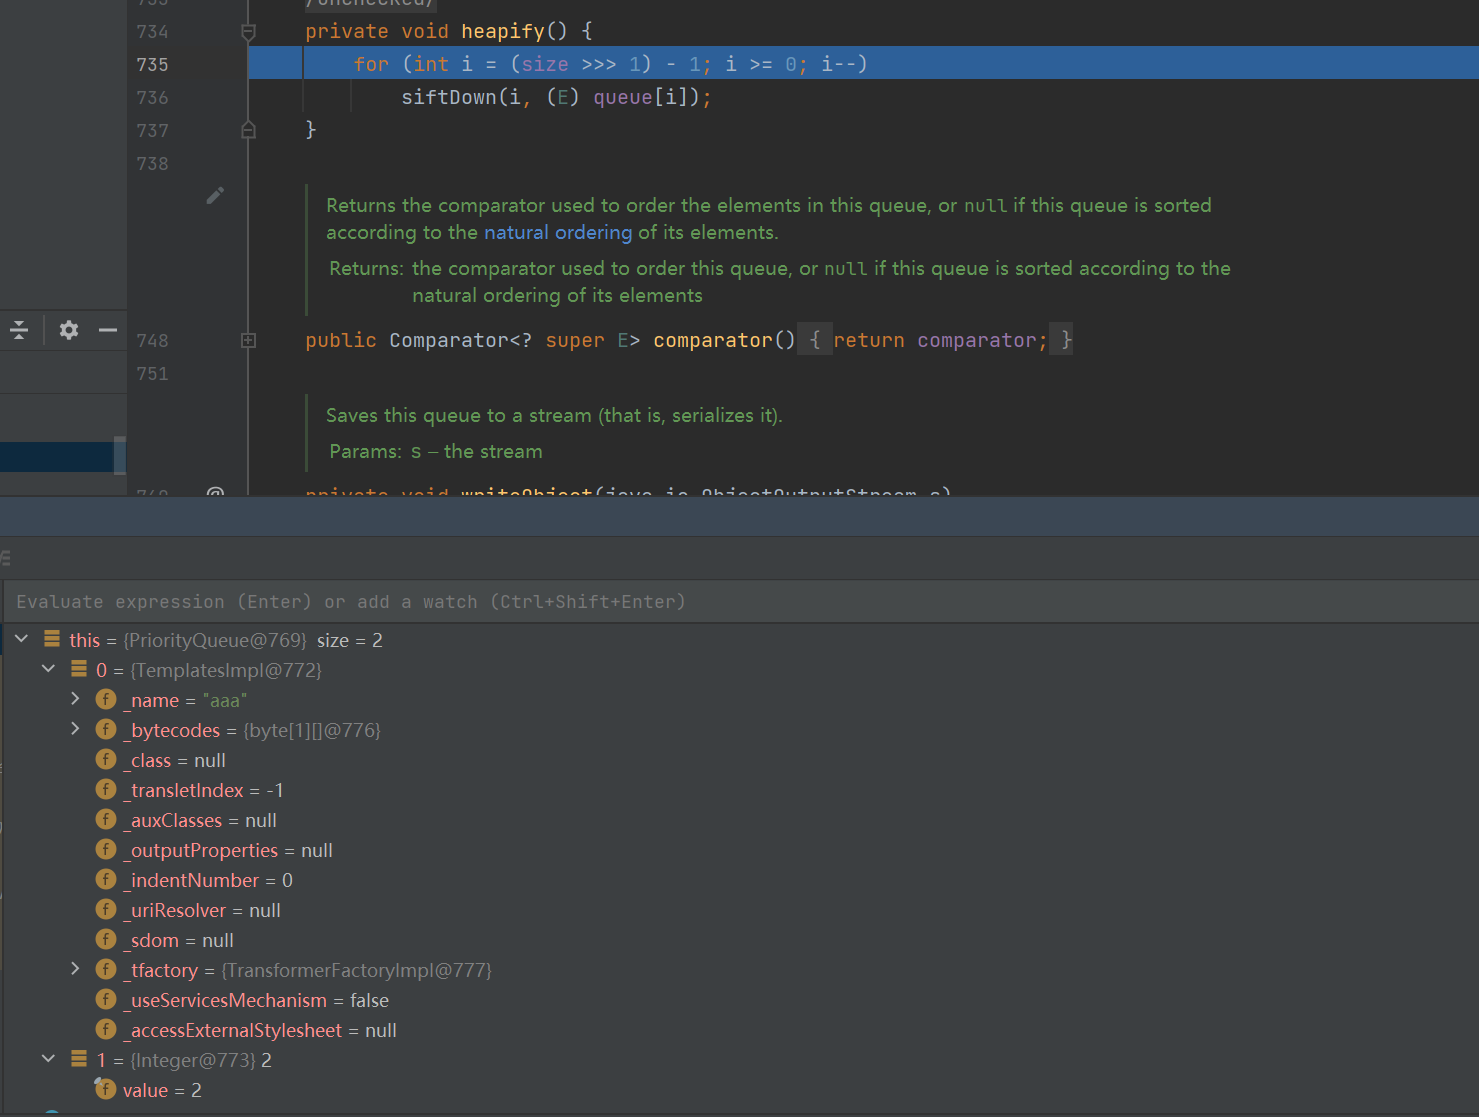 734 private void heapify() {
735 for (int i = (size >>> 1) - 1; i >= 0; i--)
736 siftDown(i, (E) queue[i]);
737 }
738
Returns the comparator used to order the elements in this queue, or null if this queue is sorted
according to the natural ordering of its elements.
Returns: the comparator used to order this queue, or null if this queue is sorted according to the
natural ordering of its elements
748 public Comparator<? super E> comparator() { return comparator; }
751
Saves this queue to a stream (that is, serializes it).
Params: s – the stream
private void writeObject(java.io.ObjectOutputStream s)
Evaluate expression (Enter) or add a watch (Ctrl+Shift+Enter)
this = {PriorityQueue@769} size = 2
0 = {TemplatesImpl@772}
_name = "aaa"
_bytecodes = {byte[1][]@776}
_class = null
_transletIndex = -1
_auxClasses = null
_outputProperties = null
_indentNumber = 0
_uriResolver = null
_sdom = null
_tfactory = {TransformerFactoryImpl@777}
_useServicesMechanism = false
_accessExternalStylesheet = null
1 = {Integer@773} 2
value = 2